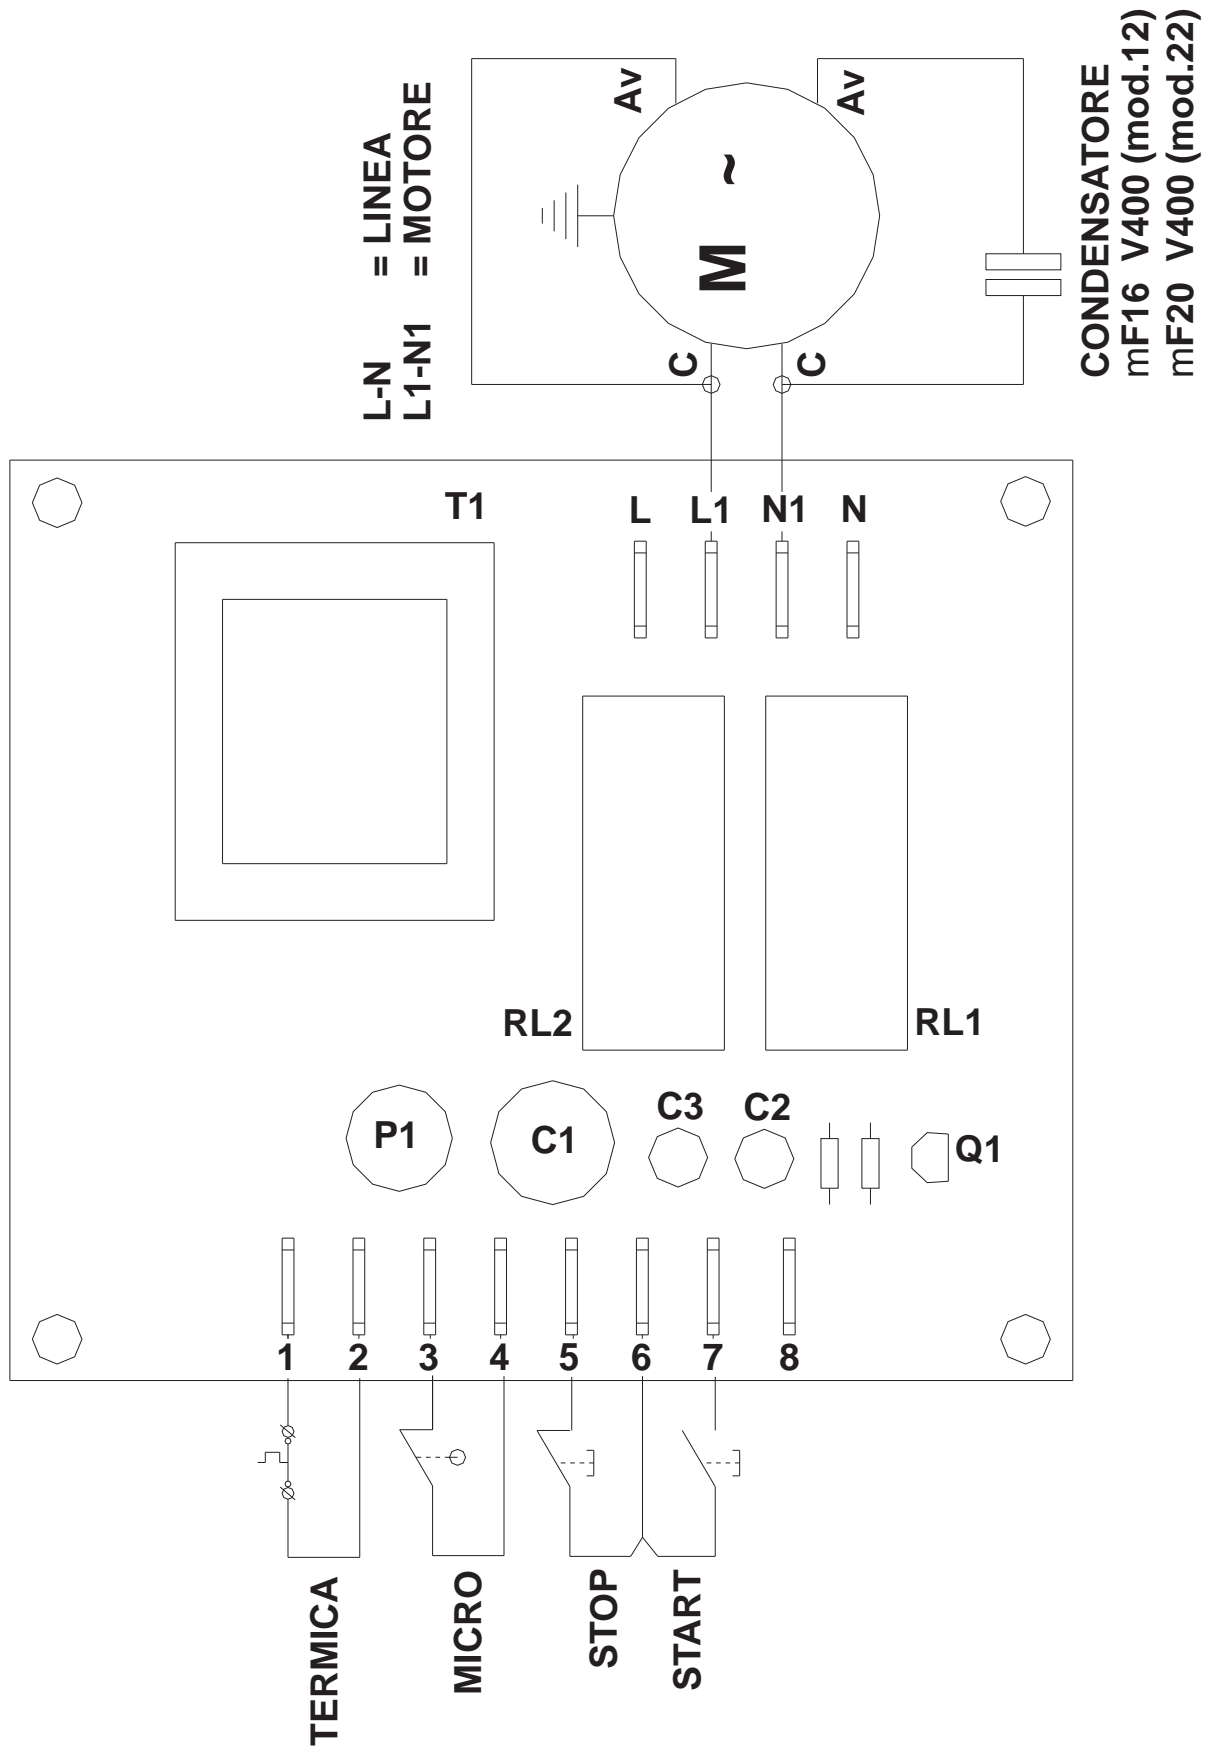 L-N = LINEA
L1-N1 = MOTORE
Av
Av
M ~
C
C
CONDENSATORE
mF16 V400 (mod.12)
mF20 V400 (mod.22)
T1
L L1 N1 N
RL2
RL1
P1
C1
C3
C2
Q1
1 2 3 4 5 6 7 8
TERMICA
MICRO
STOP
START